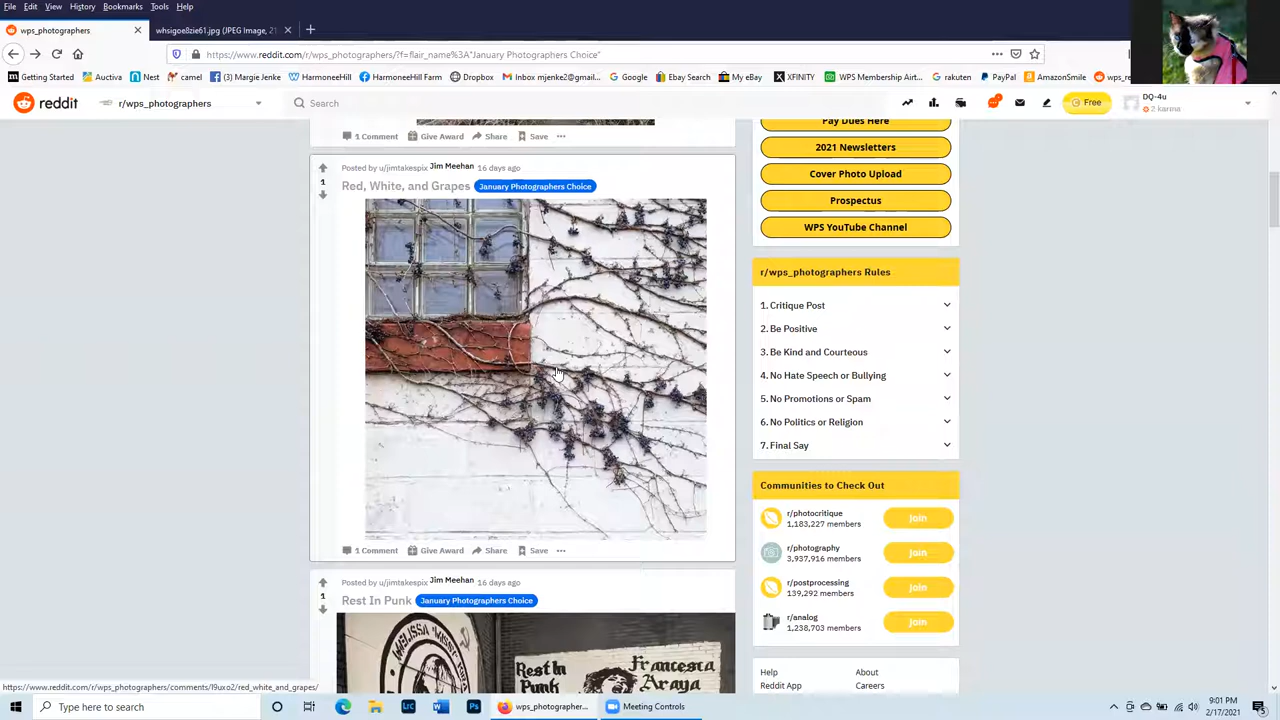 File Edit View History Bookmarks Tools Help
wps_photographers
whsigoe8zie61.jpg (JPEG Image, 21
https://www.reddit.com/r/wps_photographers/?f=flair_name%3A"January Photographers Choice"
Getting Started Auctiva Nest camel (3) Margie Jenke HarmoneeHill HarmoneeHill Farm Dropbox Inbox mjenke2@gmail... Google Ebay Search My eBay XFINITY WPS Membership Airt... rakuten PayPal AmazonSmile wps_re
reddit r/wps_photographers Search Free DQ-4u
2 karma
1 Comment Give Award Share Save
Pay Dues Here
2021 Newsletters
Cover Photo Upload
Prospectus
WPS YouTube Channel
Posted by u/jimtakespix Jim Meehan 16 days ago
1
Red, White, and Grapes January Photographers Choice
1 Comment Give Award Share Save
r/wps_photographers Rules
1. Critique Post
2. Be Positive
3. Be Kind and Courteous
4. No Hate Speech or Bullying
5. No Promotions or Spam
6. No Politics or Religion
7. Final Say
Communities to Check Out
r/photocritique
1,183,227 members
Join
r/photography
3,937,916 members
Join
r/postprocessing
139,292 members
Join
r/analog
1,238,703 members
Join
Posted by u/jimtakespix Jim Meehan 16 days ago
1
Rest In Punk January Photographers Choice
Rest In
Punk
Francesca
Araya
Help About
Reddit App Careers
https://www.reddit.com/r/wps_photographers/comments/l9uxo2/red_white_and_grapes/
Type here to search
LrC
W
Ps
wps_photographer...
Meeting Controls
9:01 PM
2/17/2021